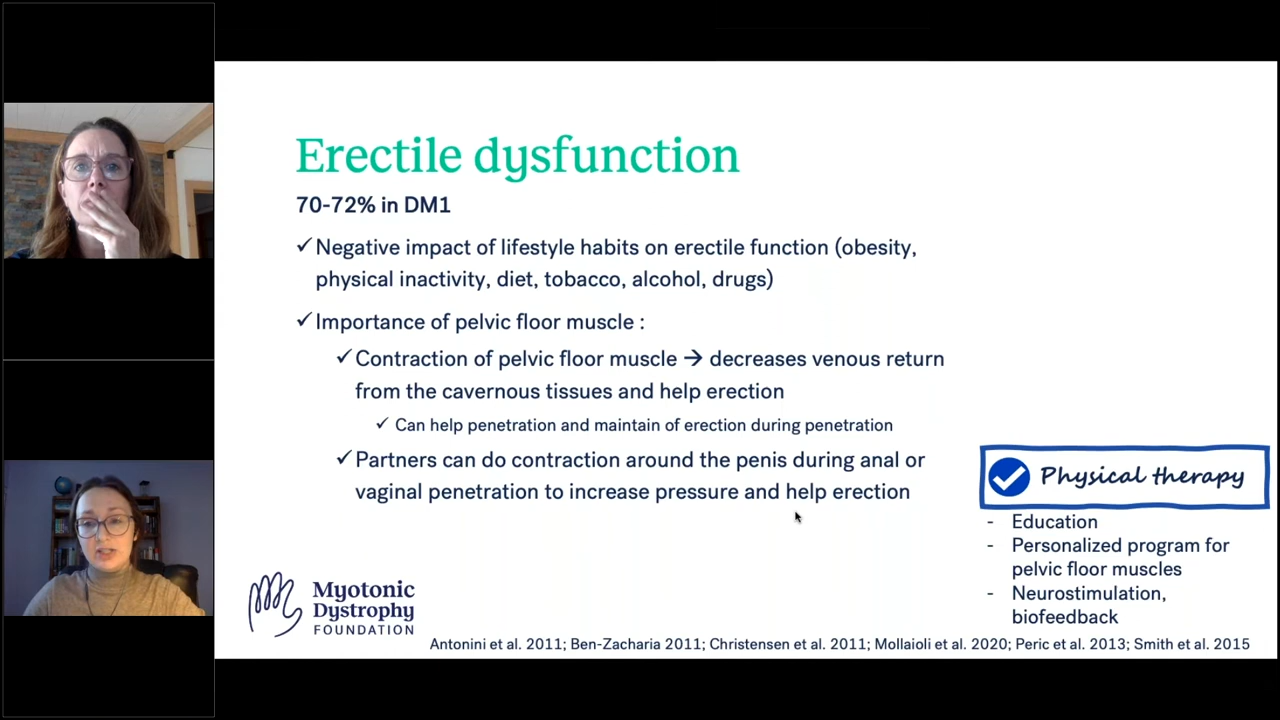 Erectile dysfunction
70-72% in DM1
✓Negative impact of lifestyle habits on erectile function (obesity,
physical inactivity, diet, tobacco, alcohol, drugs)
✓Importance of pelvic floor muscle :
✓Contraction of pelvic floor muscle → decreases venous return
from the cavernous tissues and help erection
✓ Can help penetration and maintain of erection during penetration
✓Partners can do contraction around the penis during anal or
vaginal penetration to increase pressure and help erection
Physical therapy
- Education
- Personalized program for
pelvic floor muscles
- Neurostimulation,
biofeedback
Myotonic
Dystrophy
FOUNDATION
Antonini et al. 2011; Ben-Zacharia 2011; Christensen et al. 2011; Mollaioli et al. 2020; Peric et al. 2013; Smith et al. 2015